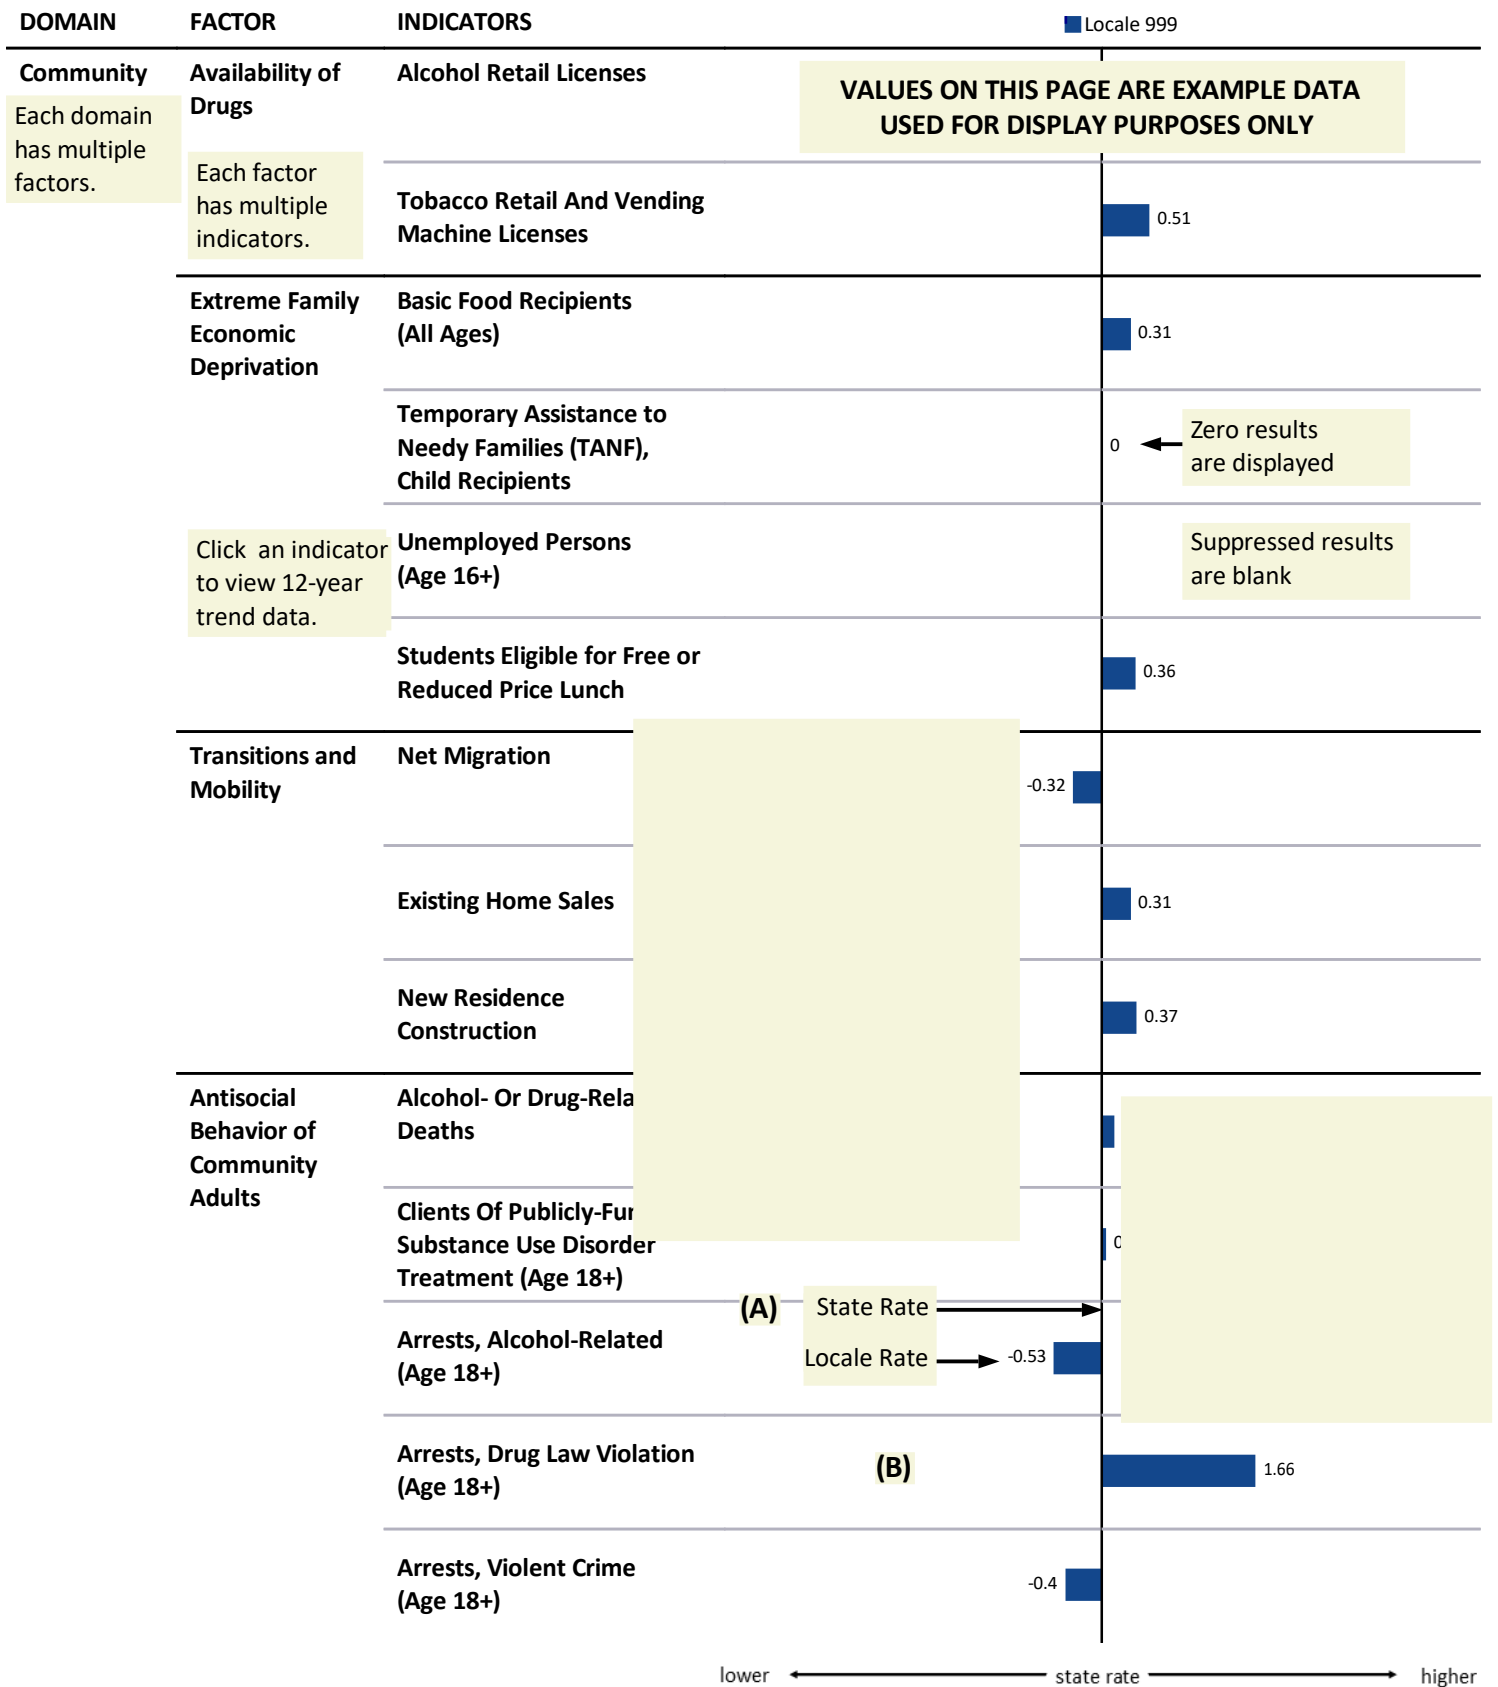 DOMAIN FACTOR INDICATORS Locale 999
Community Availability of Alcohol Retail Licenses
Drugs
Each domain
has multiple
factors.
VALUES ON THIS PAGE ARE EXAMPLE DATA
USED FOR DISPLAY PURPOSES ONLY
Each factor
has multiple
indicators.
Tobacco Retail And Vending
Machine Licenses
0.51
Extreme Family
Economic
Deprivation
Basic Food Recipients
(All Ages)
0.31
Temporary Assistance to
Needy Families (TANF),
Child Recipients
0
Zero results
are displayed
Click an indicator
to view 12-year
trend data.
Unemployed Persons
(Age 16+)
Suppressed results
are blank
Students Eligible for Free or
Reduced Price Lunch
0.36
Transitions and
Mobility
Net Migration
-0.32
Existing Home Sales
0.31
New Residence
Construction
0.37
Antisocial
Behavior of
Community
Adults
Alcohol- Or Drug-Rela
Deaths
Clients Of Publicly-Fu
Substance Use Disorder
Treatment (Age 18+)
(A) State Rate
Locale Rate
Arrests, Alcohol-Related
(Age 18+)
-0.53
Arrests, Drug Law Violation
(Age 18+)
(B)
1.66
Arrests, Violent Crime
(Age 18+)
-0.4
lower state rate higher